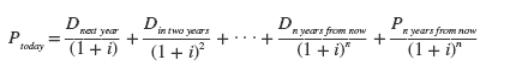 P_today = D_next year / (1 + i) + D_in two years / (1 + i)^2 + · · · + D_n years from now / (1 + i)^n + P_n years from now / (1 + i)^n